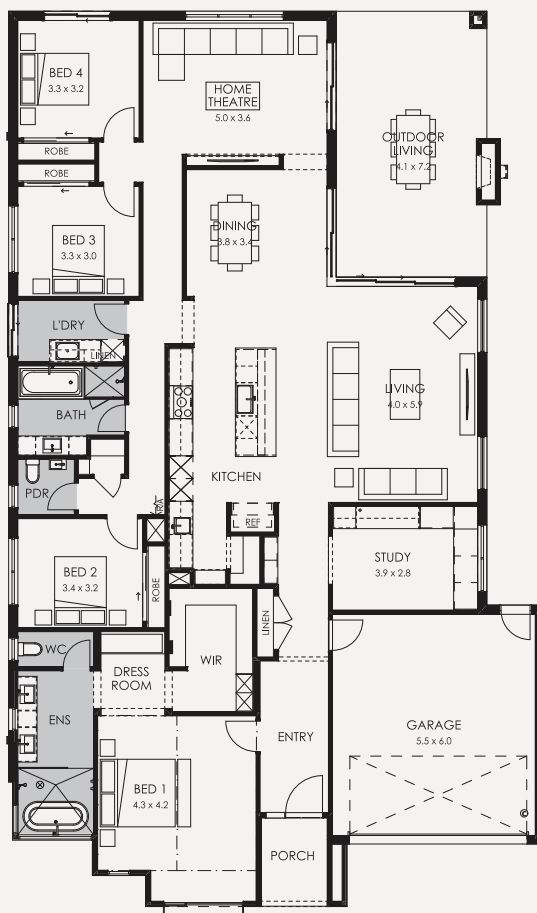 BED 4
3.3 x 3.2
HOME
THEATRE
5.0 x 3.6
OUTDOOR
LIVING
4.1 x 7.2
ROBE
ROBE
DINING
3.8 x 3.4
BED 3
3.3 x 3.0
L'DRY
LINEN
LIVING
4.0 x 5.9
BATH
KITCHEN
PDR
REF
STUDY
3.9 x 2.8
BED 2
3.4 x 3.2
ROBE
LINEN
WC
WIR
DRESS
ROOM
ENS
ENTRY
GARAGE
5.5 x 6.0
BED 1
4.3 x 4.2
PORCH